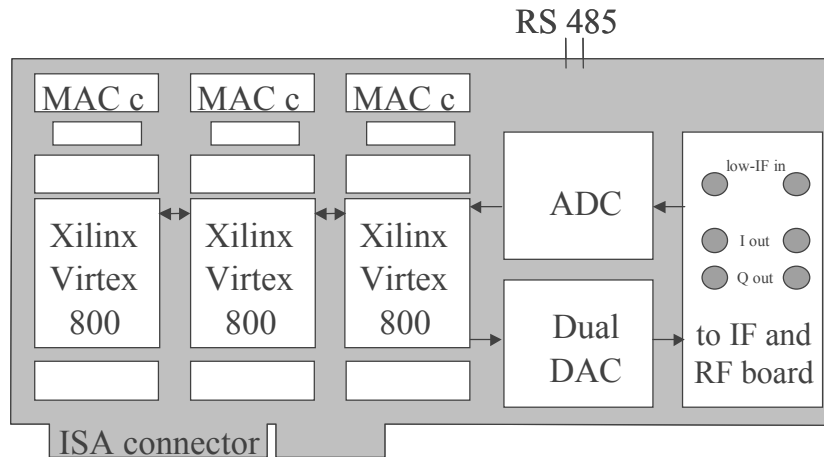 RS 485
MAC c
MAC c
MAC c
Xilinx
Virtex
800
Xilinx
Virtex
800
Xilinx
Virtex
800
ADC
Dual
DAC
low-IF in
I out
Q out
to IF and
RF board
ISA connector